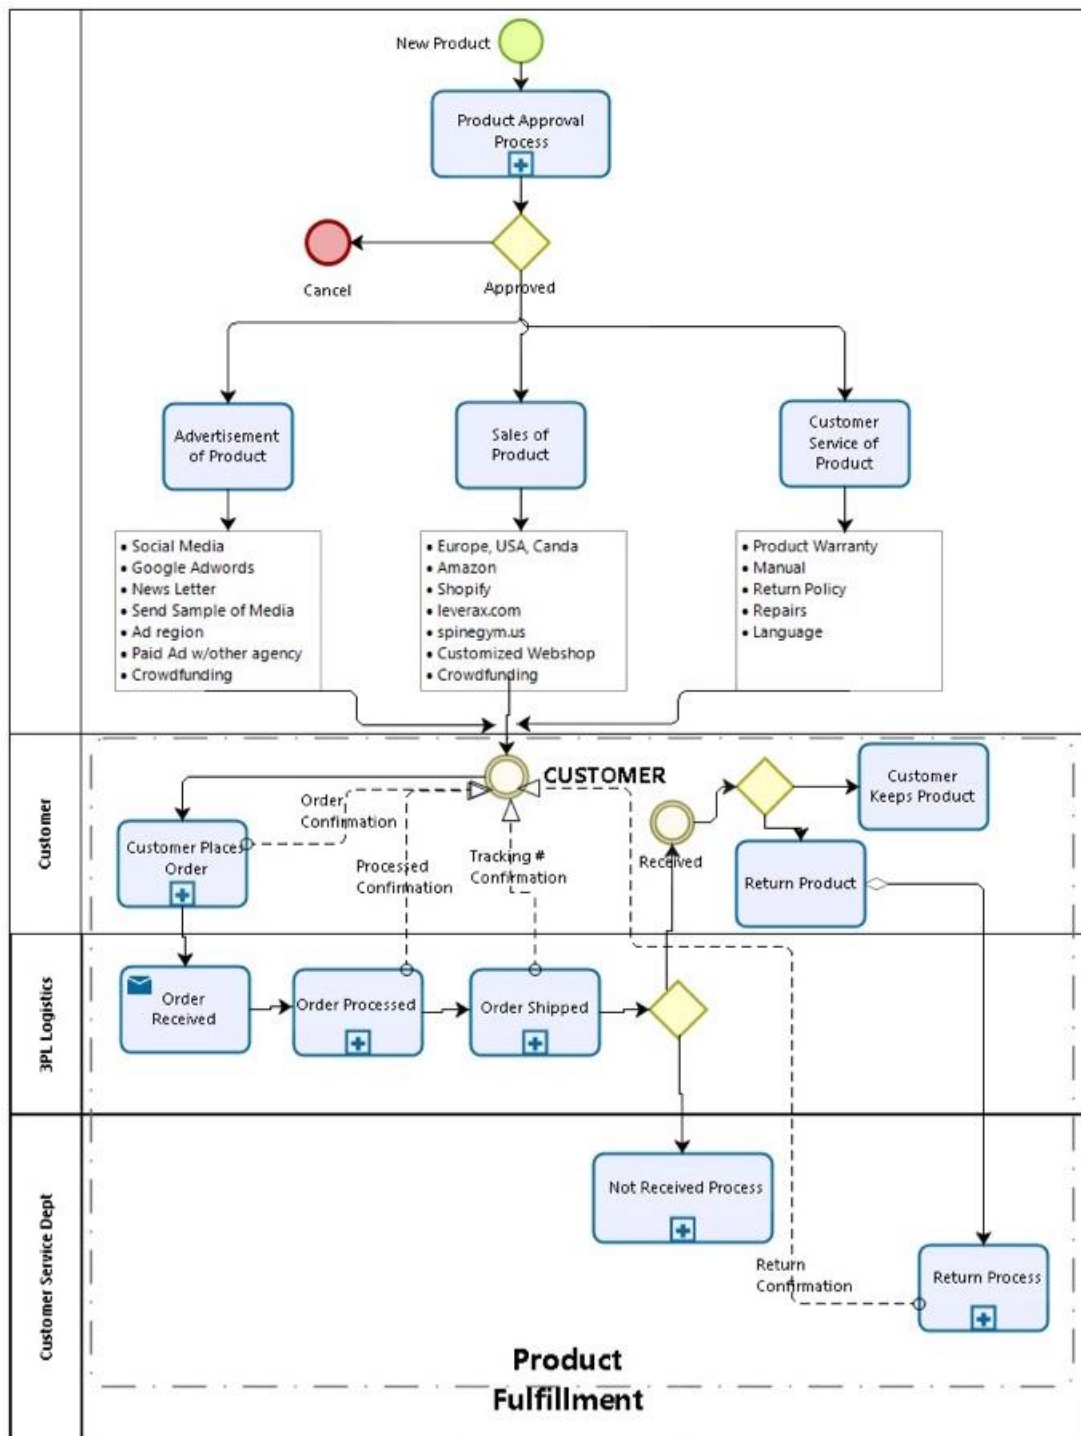 New Product
Product Approval
Process
Cancel
Approved
Advertisement
of Product
Sales of
Product
Customer
Service of
Product
• Social Media
• Google Adwords
• News Letter
• Send Sample of Media
• Ad region
• Paid Ad w/other agency
• Crowdfunding
• Europe, USA, Canda
• Amazon
• Shopify
• leverax.com
• spinegym.us
• Customized Webshop
• Crowdfunding
• Product Warranty
• Manual
• Return Policy
• Repairs
• Language
Customer
CUSTOMER
Customer
Keeps Product
Order
Confirmation
Customer Places
Order
Processed
Confirmation
Tracking #
Confirmation
Received
Return Product
3PL Logistics
Order
Received
Order Processed
Order Shipped
Customer Service Dept
Not Received Process
Return
Confirmation
Return Process
Product
Fulfillment